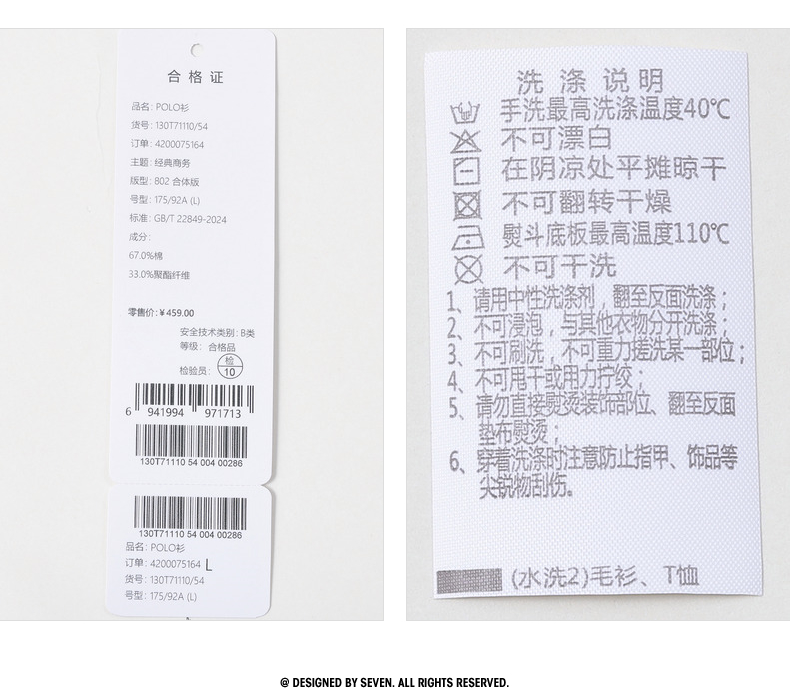 合格证
品名: POLO衫
货号: 130T71110/54
订单: 4200075164
主题: 经典商务
版型: 802 合体版
号型: 175/92A (L)
标准: GB/T 22849-2024
成分:
67.0%棉
33.0%聚酯纤维
零售价: ¥459.00
安全技术类别: B类
等级: 合格品
检验员: 检 10
6 941994 971713
130T71110 54 004 00286
130T71110 54 004 00286
品名: POLO衫
订单: 4200075164 L
货号: 130T71110/54
号型: 175/92A (L)
洗涤说明
手洗最高洗涤温度40℃
不可漂白
在阴凉处平摊晾干
不可翻转干燥
熨斗底板最高温度110℃
不可干洗
1、请用中性洗涤剂，翻至反面洗涤；
2、不可浸泡，与其他衣物分开洗涤；
3、不可刷洗，不可重力搓洗某一部位；
4、不可甩干或用力拧绞；
5、请勿直接熨烫装饰部位、翻至反面
垫布熨烫；
6、穿着洗涤时注意防止指甲、饰品等
尖锐物刮伤。
(水洗2)毛衫、T恤
@ DESIGNED BY SEVEN. ALL RIGHTS RESERVED.